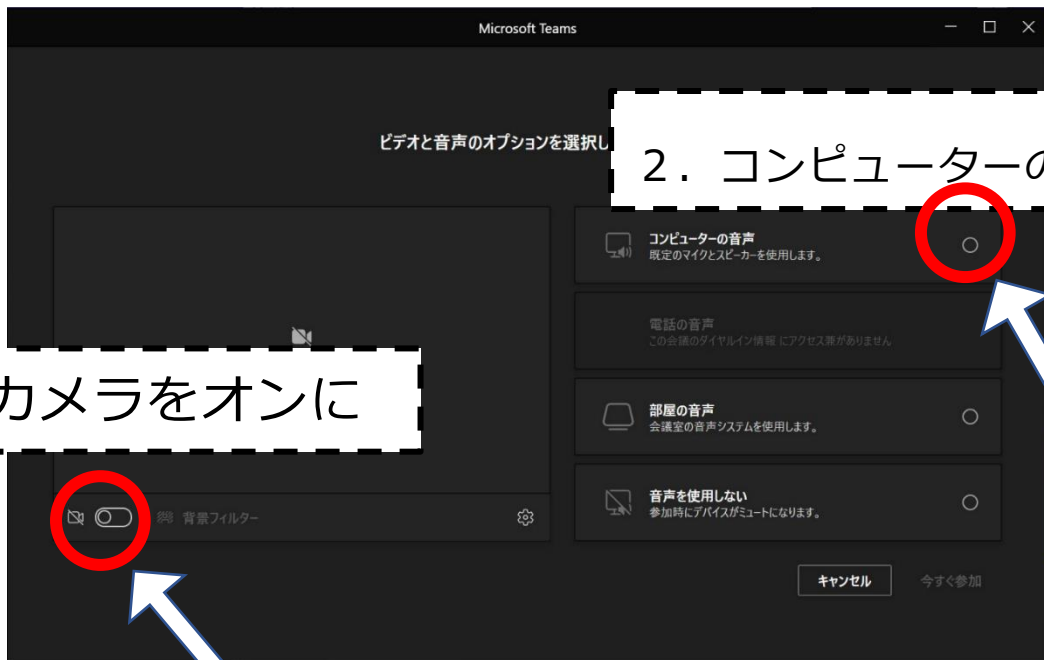 Microsoft Teams
ビデオと音声のオプションを選択し
2．コンピューターの
コンピューターの音声
既定のマイクとスピーカーを使用します。
電話の音声
この会議のダイヤルイン情報 にアクセス罪がありません
カメラをオンに
部屋の音声
会議室の音声システムを使用します。
音声を使用しない
参加時にデバイスがミュートになります。
背景フィルター
キャンセル
今すぐ参加